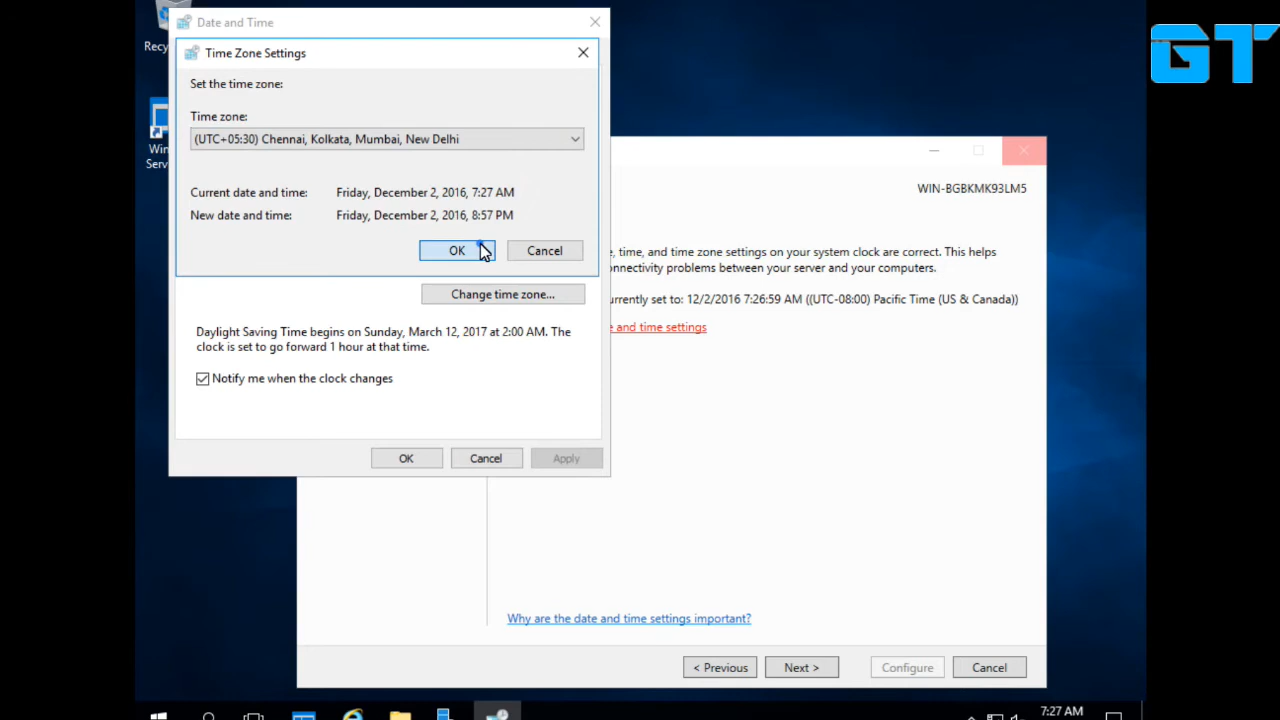 Date and Time
GT
Recy
Time Zone Settings
Set the time zone:
Time zone:
(UTC+05:30) Chennai, Kolkata, Mumbai, New Delhi
Current date and time: Friday, December 2, 2016, 7:27 AM
New date and time: Friday, December 2, 2016, 8:57 PM
OK
Cancel
Win
Serv
Change time zone...
Daylight Saving Time begins on Sunday, March 12, 2017 at 2:00 AM. The
clock is set to go forward 1 hour at that time.
Notify me when the clock changes
OK
Cancel
Apply
WIN-BGBKMK93LM5
, time, and time zone settings on your system clock are correct. This helps
nnectivity problems between your server and your computers.
urrently set to: 12/2/2016 7:26:59 AM ((UTC-08:00) Pacific Time (US & Canada))
e and time settings
Why are the date and time settings important?
< Previous
Next >
Configure
Cancel
7:27 AM